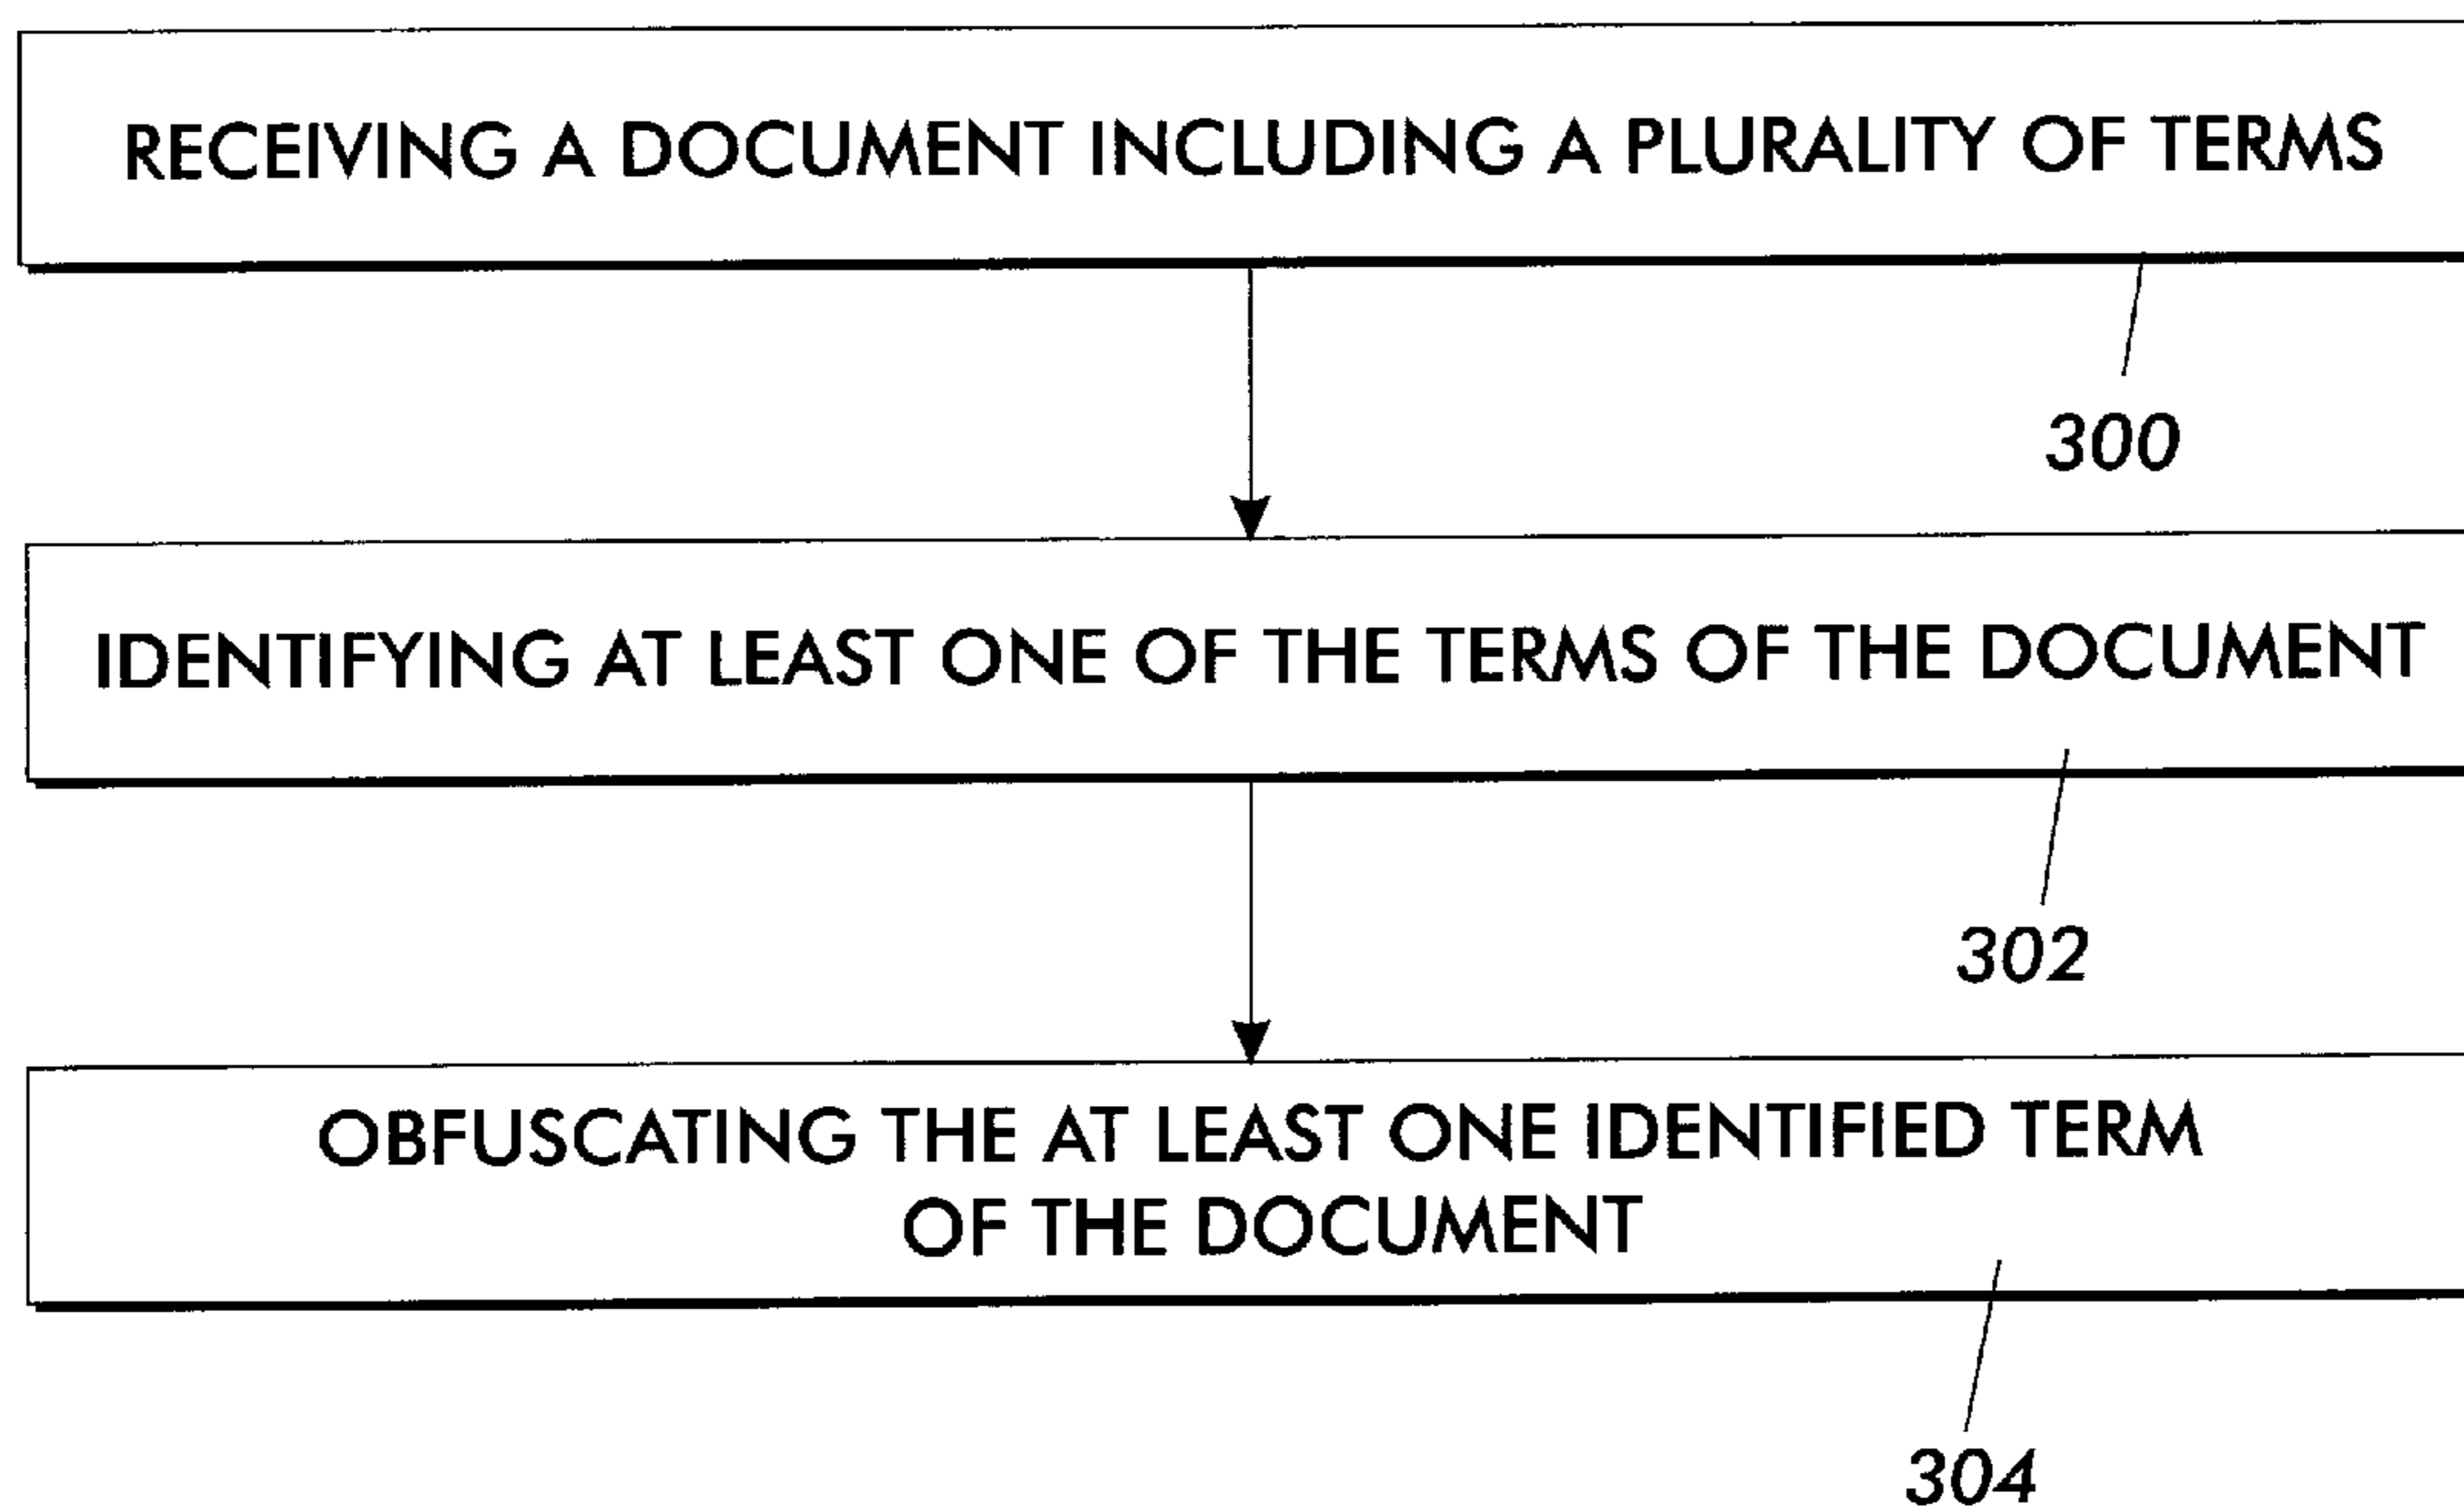 RECEIVING A DOCUMENT INCLUDING A PLURALITY OF TERMS
300
IDENTIFYING AT LEAST ONE OF THE TERMS OF THE DOCUMENT
302
OBFUSCATING THE AT LEAST ONE IDENTIFIED TERM
OF THE DOCUMENT
304